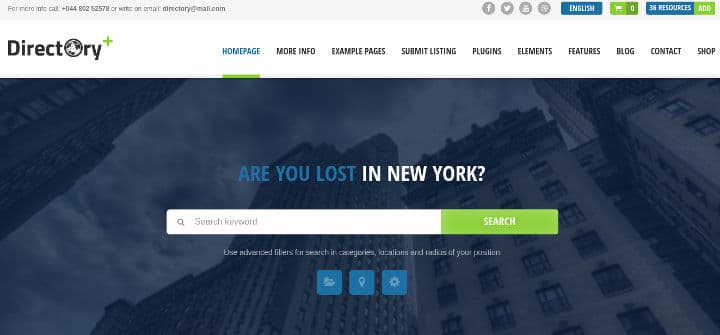 For more info call: +044 802 52578 or write on email: directory@mail.com
ENGLISH
0
36 RESOURCES ADD
Directory+
HOMEPAGE MORE INFO EXAMPLE PAGES SUBMIT LISTING PLUGINS ELEMENTS FEATURES BLOG CONTACT SHOP
ARE YOU LOST IN NEW YORK?
Search keyword SEARCH
Use advanced filters for search in categories, locations and radius of your position